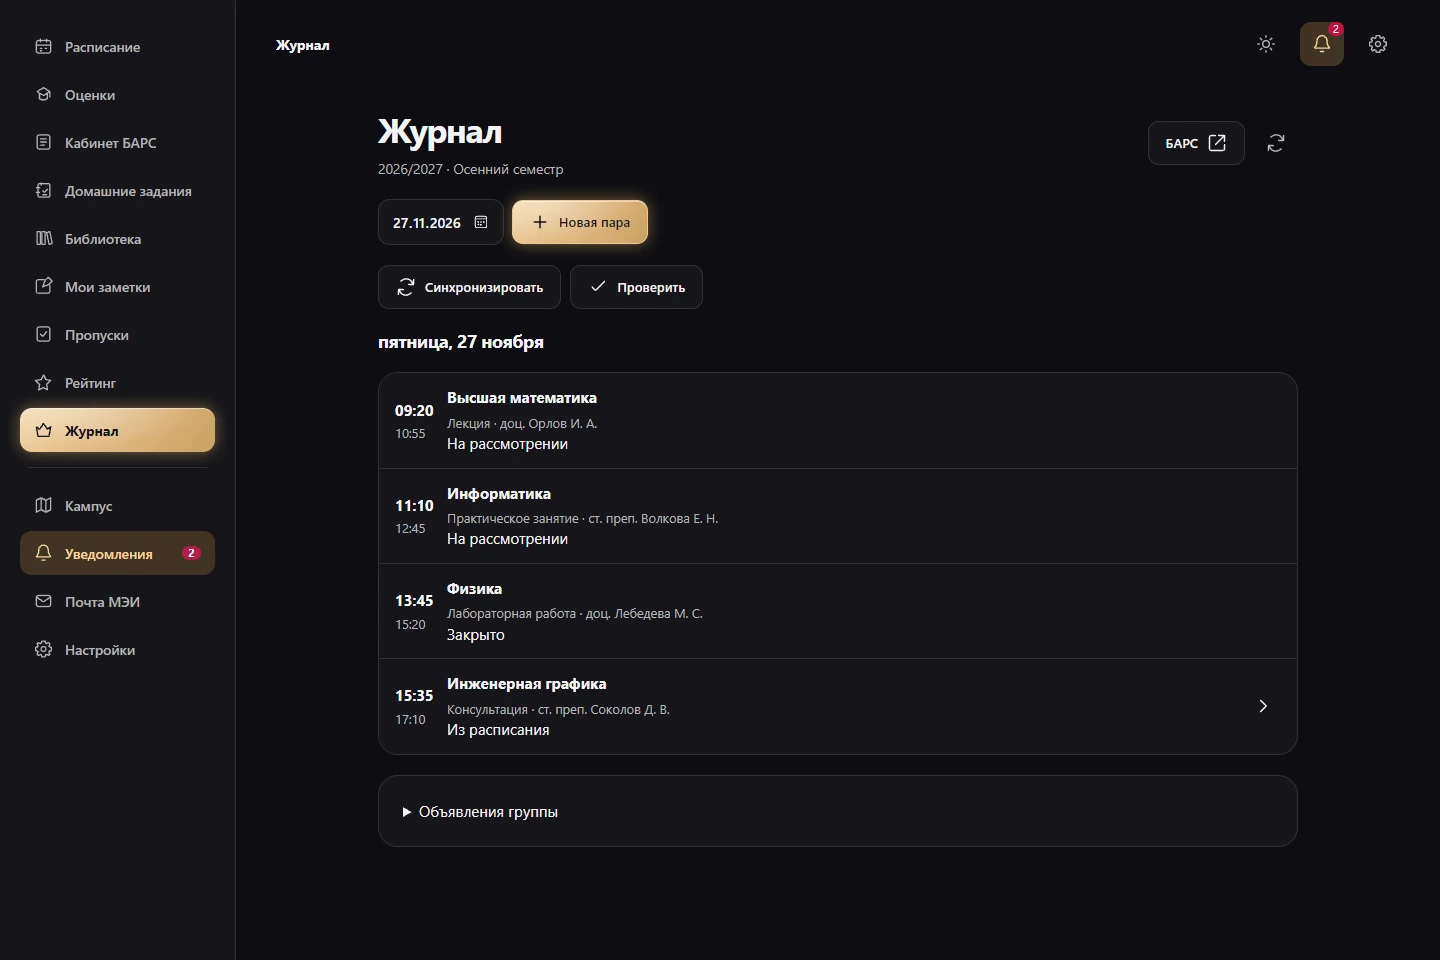 Расписание
Оценки
Кабинет БАРС
Домашние задания
Библиотека
Мои заметки
Пропуски
Рейтинг
Журнал
Кампус
Уведомления 2
Почта МЭИ
Настройки
Журнал
2
Журнал
2026/2027 · Осенний семестр
БАРС
27.11.2026
Новая пара
Синхронизировать
Проверить
пятница, 27 ноября
09:20
10:55
Высшая математика
Лекция · доц. Орлов И. А.
На рассмотрении
11:10
12:45
Информатика
Практическое занятие · ст. преп. Волкова Е. Н.
На рассмотрении
13:45
15:20
Физика
Лабораторная работа · доц. Лебедева М. С.
Закрыто
15:35
17:10
Инженерная графика
Консультация · ст. преп. Соколов Д. В.
Из расписания
Объявления группы